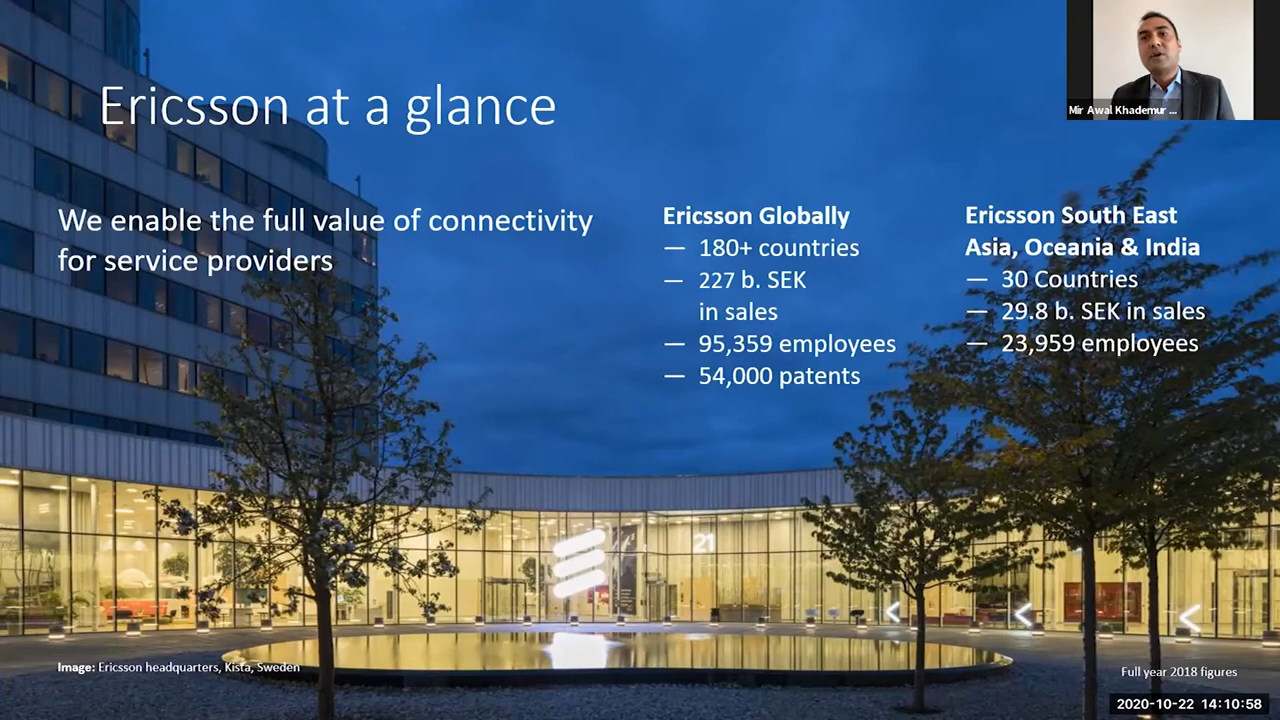 Ericsson at a glance
Mir Awal Khademur ...
We enable the full value of connectivity
for service providers
Ericsson Globally
— 180+ countries
— 227 b. SEK
in sales
— 95,359 employees
— 54,000 patents
Ericsson South East
Asia, Oceania & India
— 30 Countries
— 29.8 b. SEK in sales
— 23,959 employees
21
Image: Ericsson headquarters, Kista, Sweden
Full year 2018 figures
2020-10-22 14:10:58